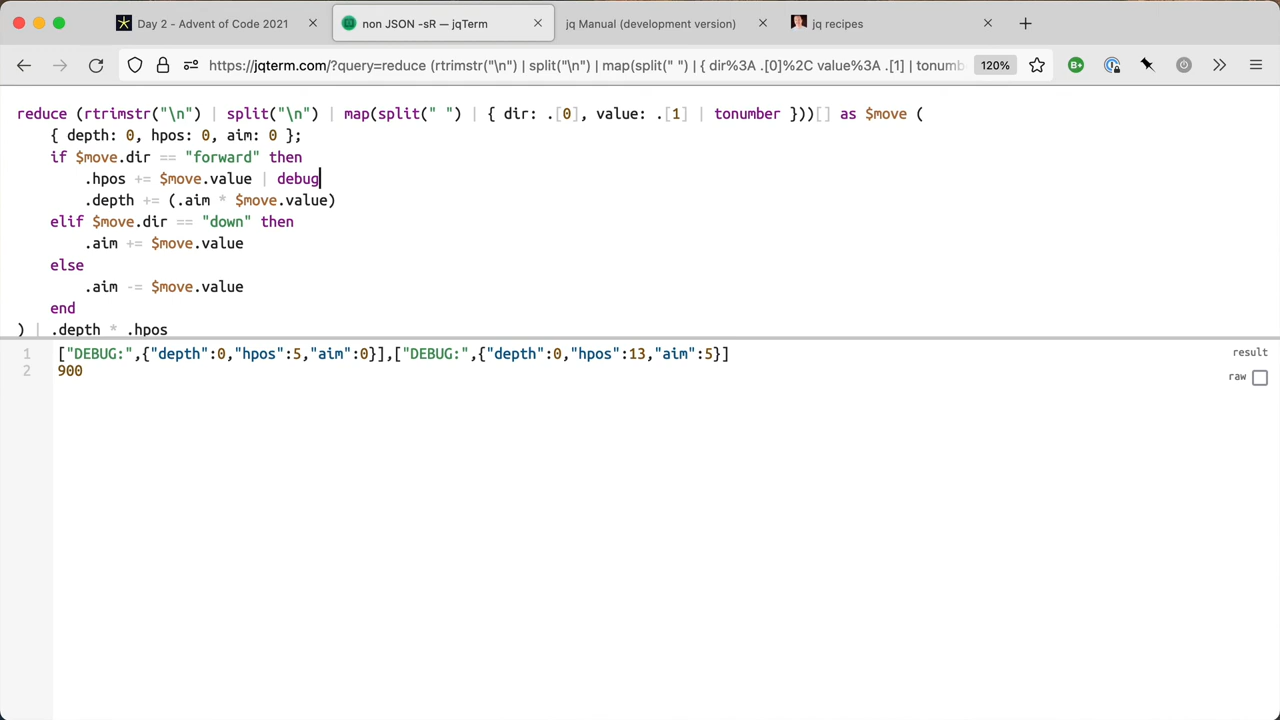 Day 2 - Advent of Code 2021
non JSON -sR — jqTerm
jq Manual (development version)
jq recipes
https://jqterm.com/?query=reduce (rtrimstr("\n") | split("\n") | map(split(" ") | { dir%3A .[0]%2C value%3A .[1] | tonumb
120%
B+
reduce (rtrimstr("\n") | split("\n") | map(split(" ") | { dir: .[0], value: .[1] | tonumber }))[] as $move (
{ depth: 0, hpos: 0, aim: 0 };
if $move.dir == "forward" then
.hpos += $move.value | debug
.depth += (.aim * $move.value)
elif $move.dir == "down" then
.aim += $move.value
else
.aim -= $move.value
end
) | .depth * .hpos
1 ["DEBUG:",{"depth":0,"hpos":5,"aim":0}],["DEBUG:",{"depth":0,"hpos":13,"aim":5}]
2 900
result
raw